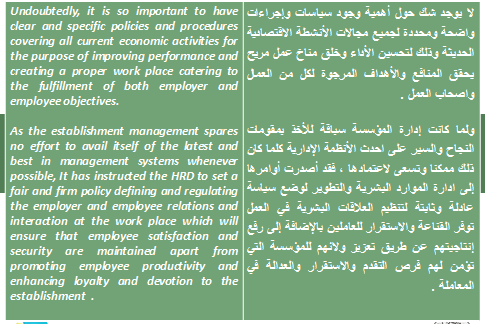 Undoubtedly, it is so important to have
clear and specific policies and procedures
covering all current economic activities for
the purpose of improving performance and
creating a proper work place catering to
the fulfillment of both employer and
employee objectives.
As the establishment management spares
no effort to avail itself of the latest and
best in management systems whenever
possible, It has instructed the HRD to set a
fair and firm policy defining and regulating
the employer and employee relations and
interaction at the work place which will
ensure that employee satisfaction and
security are maintained apart from
promoting employee productivity and
enhancing loyalty and devotion to the
establishment .
لا يوجد شك حول أهمية وجود سياسات وإجراءات
واضحة ومحددة لجميع مجالات الأنشطة الاقتصادية
الحديثة وذلك لتحسين الأداء وخلق مناخ عمل مريح
يحقق المنافع والأهداف المرجوة لكل من العمل
واصحاب العمل .
ولما كانت إدارة المؤسسة سباقة للأخذ بمقومات
النجاح والسير على احدث الأنظمة الإدارية كلما كان
ذلك ممكنا وتسعى لاعتمادها ، فقد أصدرت أوامرها
إلى ادارة الموارد البشرية والتطوير لوضع سياسة
عادلة وثابتة لتنظيم العلاقات البشرية في العمل
توفر القناعة والاستقرار للعاملين بالأضافة إلى رفع
إنتاجيتهم عن طريق تعزيز ولائهم للمؤسسة التي
تؤمن لهم فرص التقدم والاستقرار والعدالة في
المعاملة .